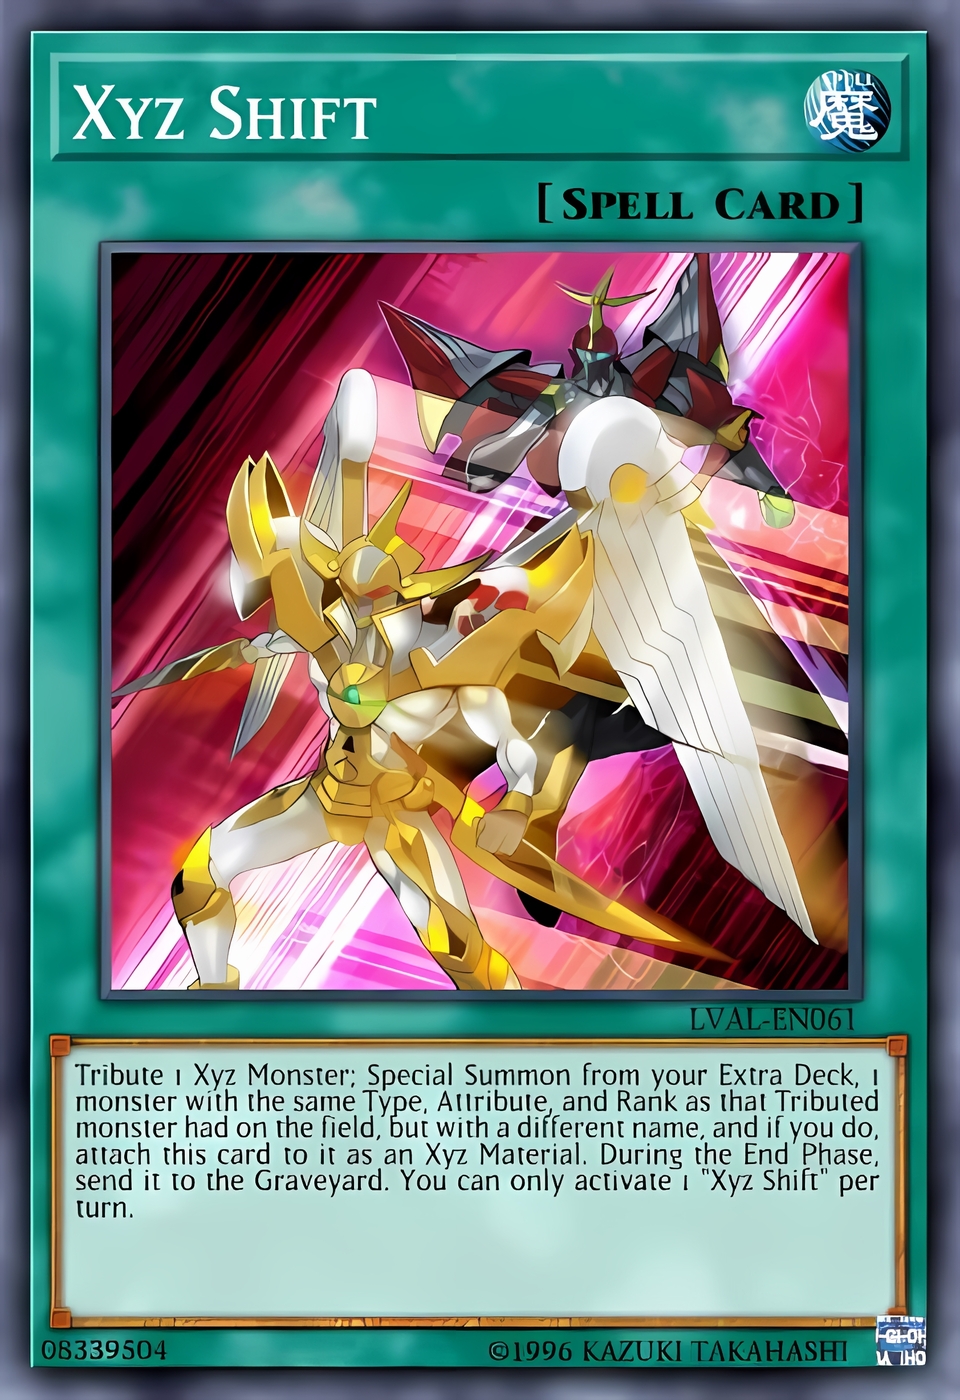 Xyz Shift
魔
[Spell Card]
LVAL-EN061
Tribute 1 Xyz Monster; Special Summon from your Extra Deck, 1
monster with the same Type, Attribute, and Rank as that Tributed
monster had on the field, but with a different name, and if you do,
attach this card to it as an Xyz Material. During the End Phase,
send it to the Graveyard. You can only activate 1 "Xyz Shift" per
turn.
08339504
©1996 KAZUKI TAKAHASHI